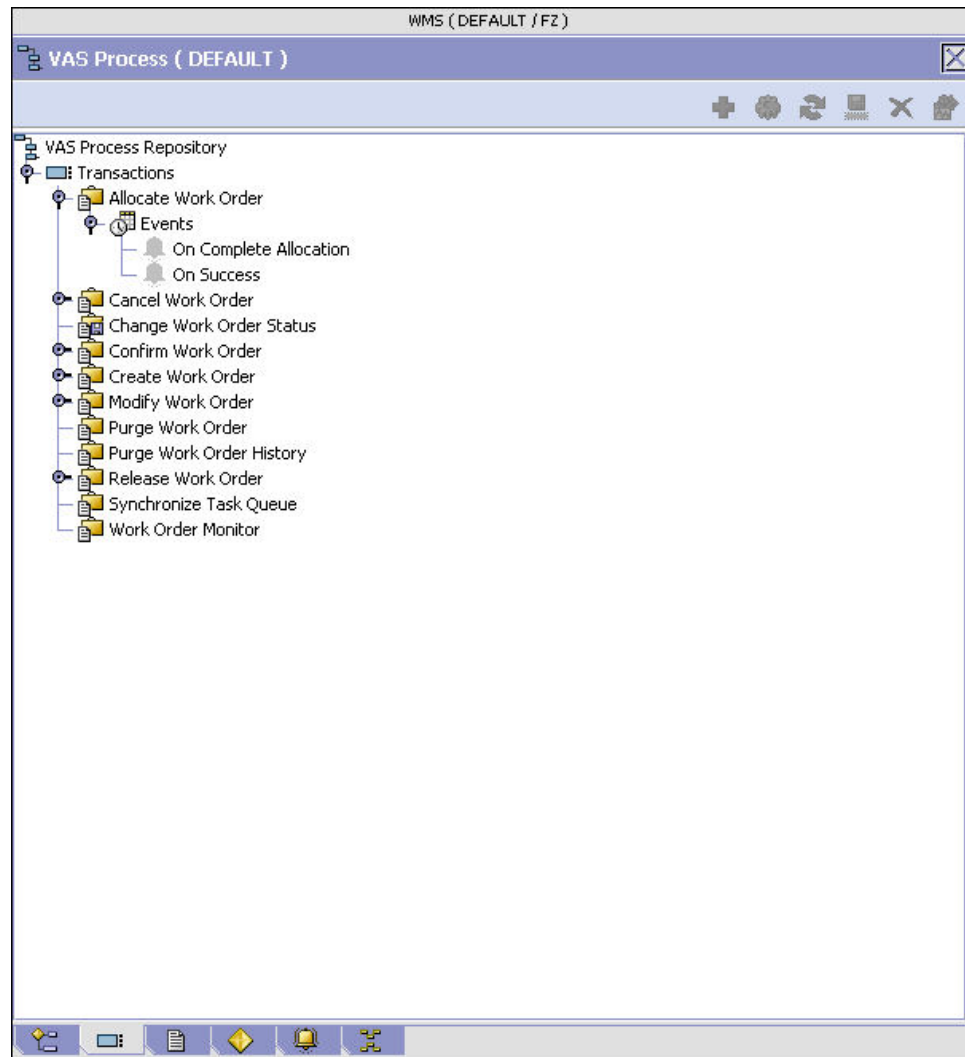 WMS ( DEFAULT / FZ )
VAS Process ( DEFAULT )
VAS Process Repository
Transactions
Allocate Work Order
Events
On Complete Allocation
On Success
Cancel Work Order
Change Work Order Status
Confirm Work Order
Create Work Order
Modify Work Order
Purge Work Order
Purge Work Order History
Release Work Order
Synchronize Task Queue
Work Order Monitor